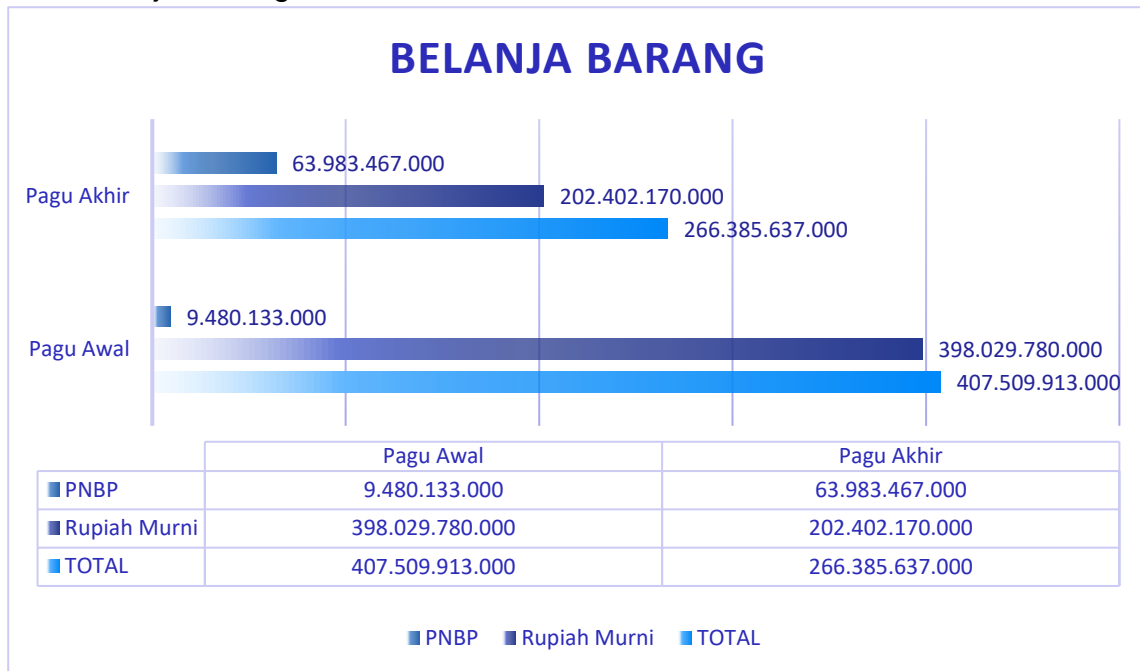 BELANJA BARANG
63.983.467.000
Pagu Akhir
202.402.170.000
266.385.637.000
9.480.133.000
Pagu Awal
398.029.780.000
407.509.913.000
Pagu Awal Pagu Akhir
PNBP 9.480.133.000 63.983.467.000
Rupiah Murni 398.029.780.000 202.402.170.000
TOTAL 407.509.913.000 266.385.637.000
PNBP Rupiah Murni TOTAL